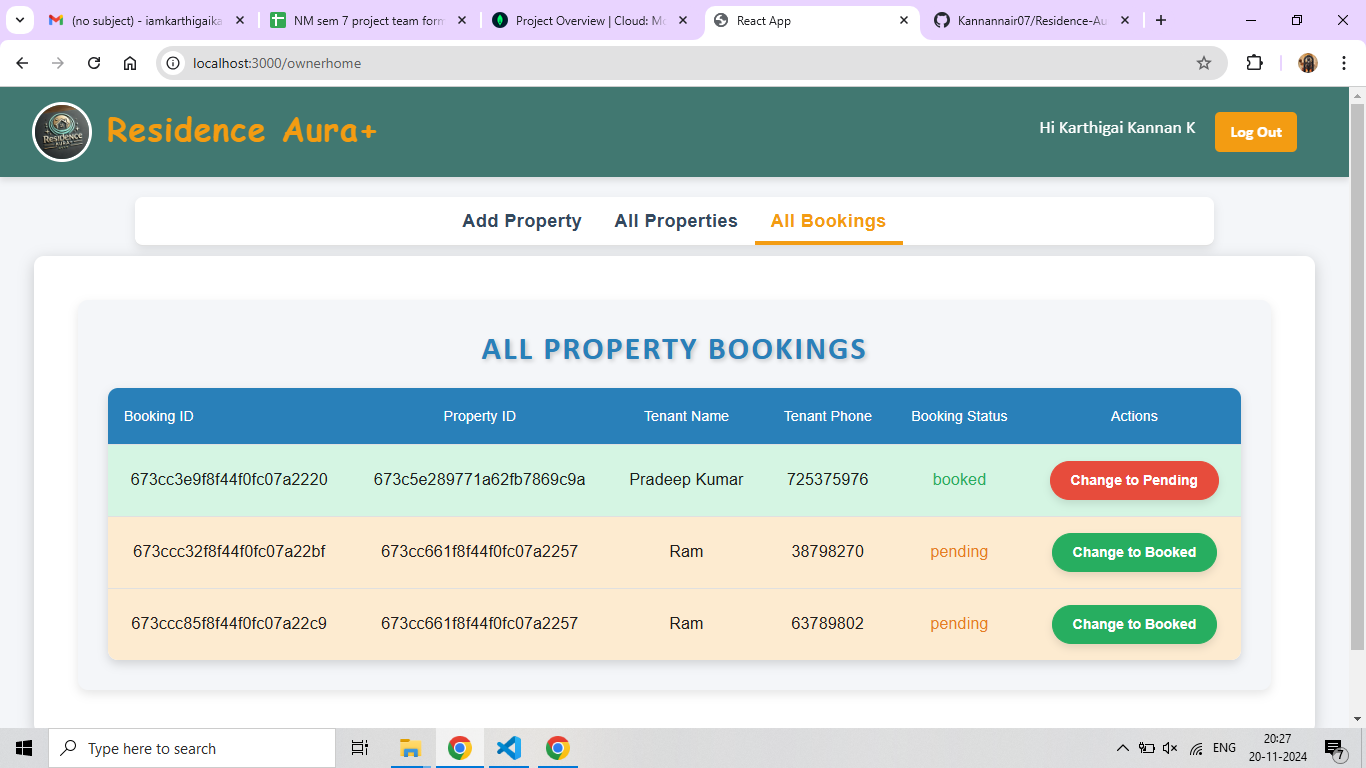 (no subject) - iamkarthigaika
NM sem 7 project team form
Project Overview | Cloud: Mo
React App
Kannannair07/Residence-Au
localhost:3000/ownerhome
Residence Aura+
Hi Karthigai Kannan K
Log Out
Add Property All Properties All Bookings
ALL PROPERTY BOOKINGS
Booking ID Property ID Tenant Name Tenant Phone Booking Status Actions
673cc3e9f8f44f0fc07a2220 673c5e289771a62fb7869c9a Pradeep Kumar 725375976 booked Change to Pending
673ccc32f8f44f0fc07a22bf 673cc661f8f44f0fc07a2257 Ram 38798270 pending Change to Booked
673ccc85f8f44f0fc07a22c9 673cc661f8f44f0fc07a2257 Ram 63789802 pending Change to Booked
Type here to search
ENG
20:27
20-11-2024
7